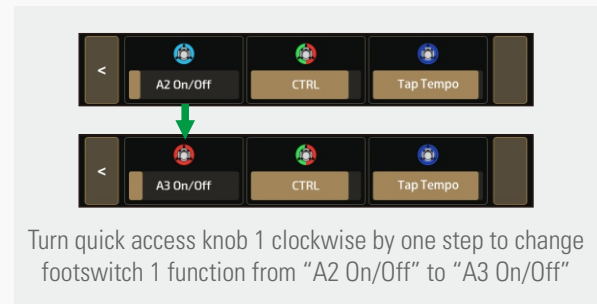 <
A2 On/Off CTRL Tap Tempo
<
A3 On/Off CTRL Tap Tempo
Turn quick access knob 1 clockwise by one step to change
footswitch 1 function from “A2 On/Off” to “A3 On/Off”